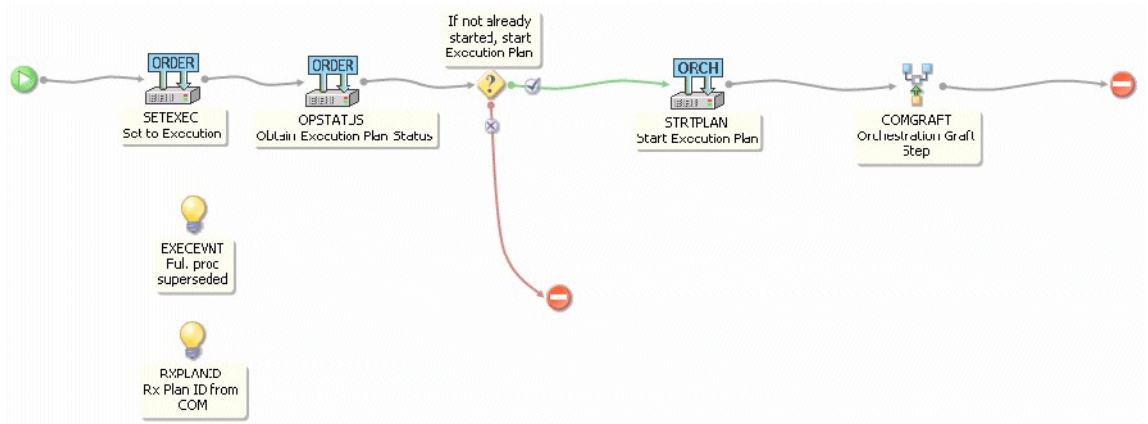 If not already
started, start
Execution Plan
ORDER
SETEXEC
Set to Execution
ORDER
OPSTATUS
Obtain Execution Plan Status
?
ORCH
STRTPLAN
Start Execution Plan
COMGRAFT
Orchestration Graft
Step
EXECEVNT
Ful. proc
superseded
RXPLANID
Rx Plan ID from
COM